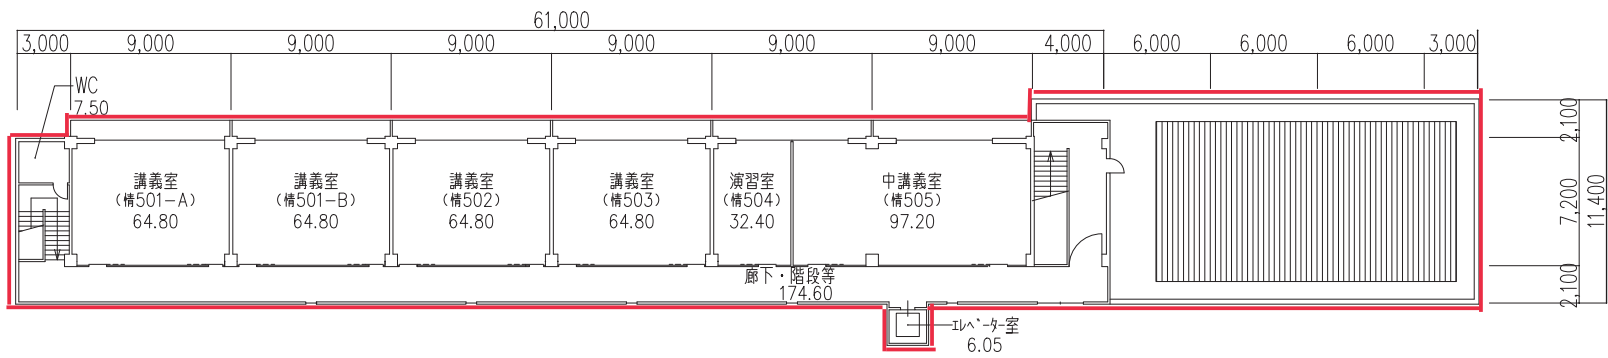 61,000
3,000 9,000 9,000 9,000 9,000 9,000 9,000 4,000 6,000 6,000 6,000 3,000
WC
7.50
2,100
7,200
11,400
2,100
講義室
(情501-A)
64.80
講義室
(情501-B)
64.80
講義室
(情502)
64.80
講義室
(情503)
64.80
演習室
(情504)
32.40
中講義室
(情505)
97.20
廊下・階段等
174.60
エレベーター室
6.05